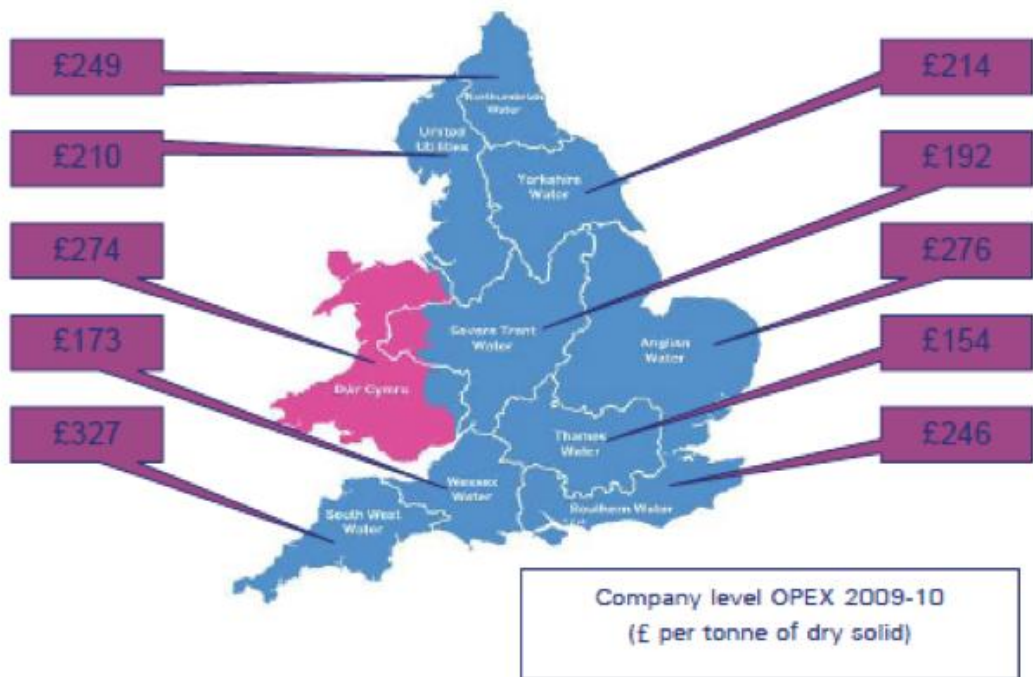 £249
£214
Northumbrian
Water
United
Utilities
£210
£192
Yorkshire
Water
£274
£276
Severn Trent
Water
Anglian
Water
£173
£154
Dŵr Cymru
£327
£246
Thames
Water
Wessex
Water
South West
Water
Southern Water
Company level OPEX 2009-10
(£ per tonne of dry solid)